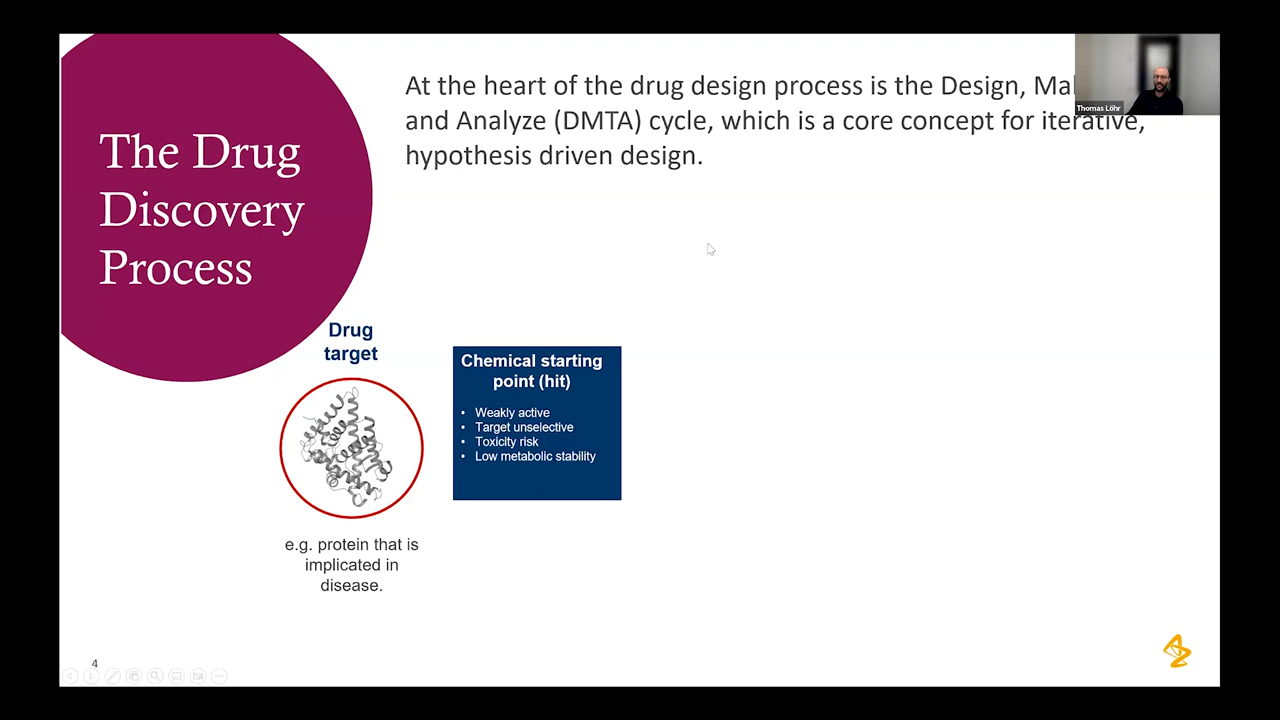 The Drug
Discovery
Process
At the heart of the drug design process is the Design,
and Analyze (DMTA) cycle, which is a core concept for iterative,
hypothesis driven design.
Thomas Löhr
Drug
target
e.g. protein that is
implicated in
disease.
Chemical starting
point (hit)
• Weakly active
• Target unselective
• Toxicity risk
• Low metabolic stability
4